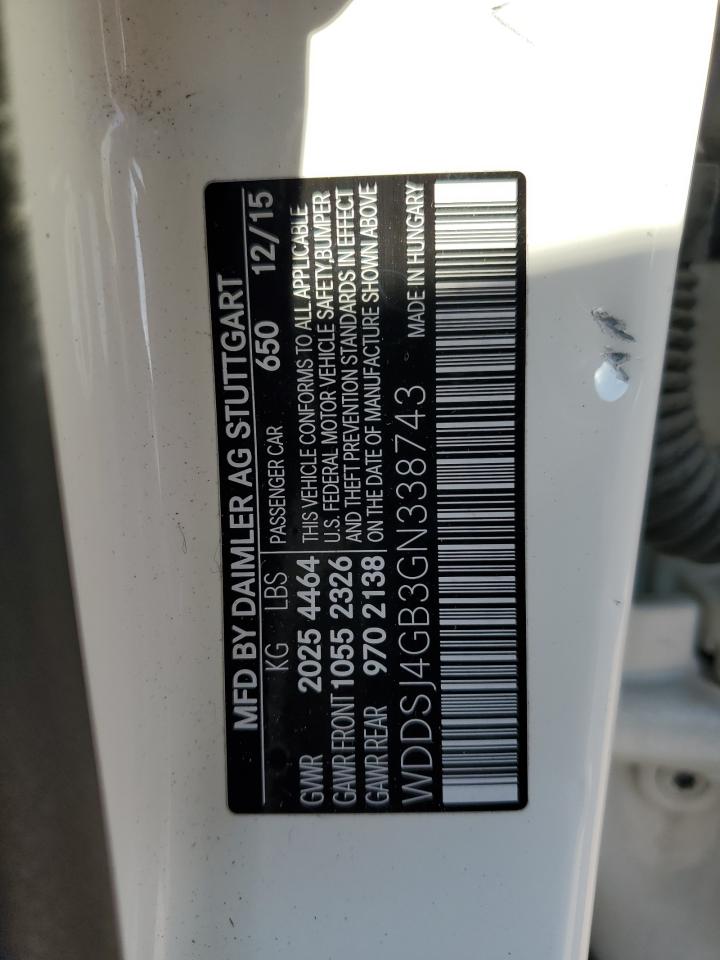 MFD BY DAIMLER AG STUTTGART
KG LBS PASSENGER CAR 650 12/15
GVWR 2025 4464 THIS VEHICLE CONFORMS TO ALL APPLICABLE
GAWR FRONT 1055 2326 U.S. FEDERAL MOTOR VEHICLE SAFETY,BUMPER
AND THEFT PREVENTION STANDARDS IN EFFECT
GAWR REAR 970 2138 ON THE DATE OF MANUFACTURE SHOWN ABOVE
WDDSJ4GB3GN338743 MADE IN HUNGARY